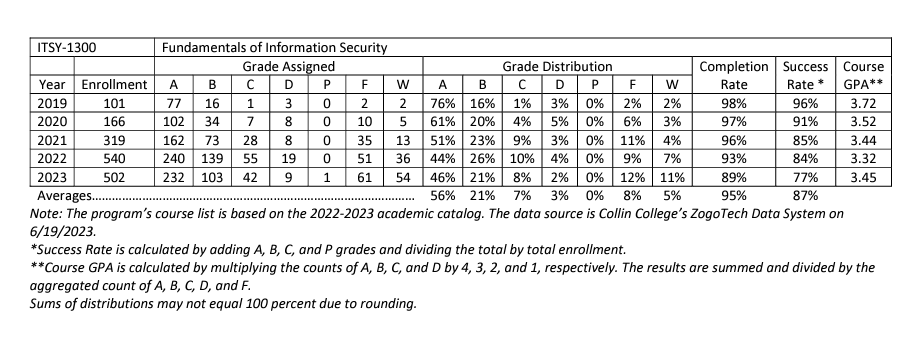 ITSY-1300 Fundamentals of Information Security
Grade Assigned Grade Distribution Completion Success Course
Year Enrollment A B C D P F W A B C D P F W Rate Rate * GPA**
2019 101 77 16 1 3 0 2 2 76% 16% 1% 3% 0% 2% 2% 98% 96% 3.72
2020 166 102 34 7 8 0 10 5 61% 20% 4% 5% 0% 6% 3% 97% 91% 3.52
2021 319 162 73 28 8 0 35 13 51% 23% 9% 3% 0% 11% 4% 96% 85% 3.44
2022 540 240 139 55 19 0 51 36 44% 26% 10% 4% 0% 9% 7% 93% 84% 3.32
2023 502 232 103 42 9 1 61 54 46% 21% 8% 2% 0% 12% 11% 89% 77% 3.45
Averages........................................................................ 56% 21% 7% 3% 0% 8% 5% 95% 87%
Note: The program's course list is based on the 2022-2023 academic catalog. The data source is Collin College's ZogoTech Data System on
6/19/2023.
*Success Rate is calculated by adding A, B, C, and P grades and dividing the total by total enrollment.
**Course GPA is calculated by multiplying the counts of A, B, C, and D by 4, 3, 2, and 1, respectively. The results are summed and divided by the
aggregated count of A, B, C, D, and F.
Sums of distributions may not equal 100 percent due to rounding.